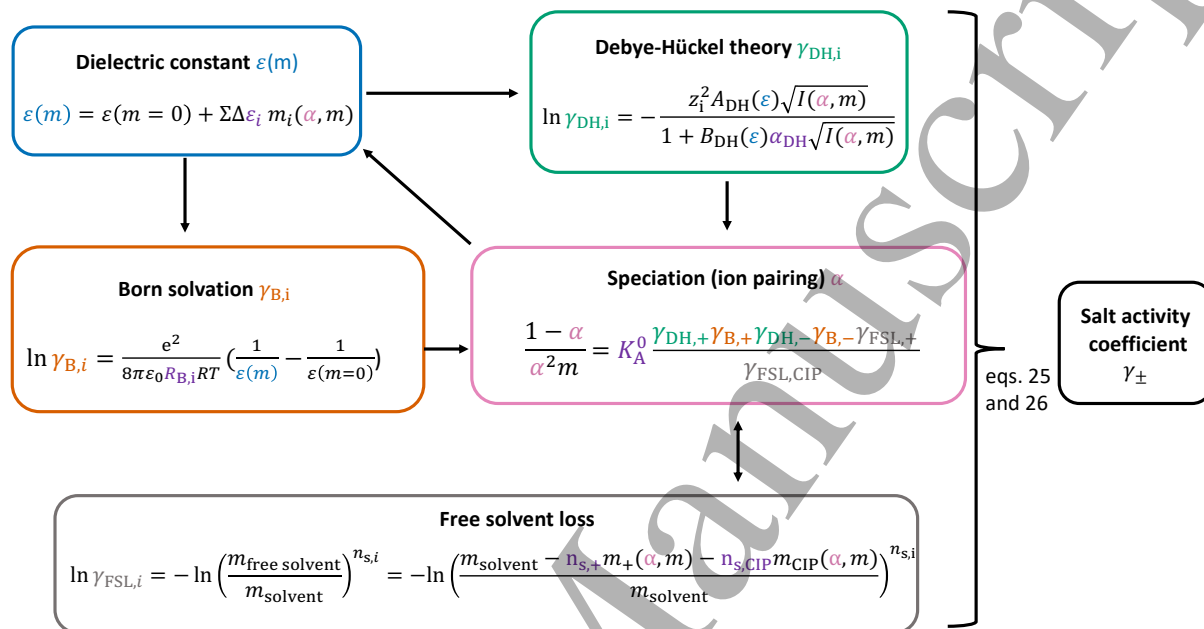 Dielectric constant ε(m)
ε(m) = ε(m = 0) + ΣΔε_i m_i(α, m)
Debye-Hückel theory γ_DH,i
ln γ_DH,i = − z_i^2 A_DH(ε)√I(α, m) / 1 + B_DH(ε)α_DH√I(α, m)
Born solvation γ_B,i
ln γ_B,i = e^2 / 8πε_0R_B,iRT (1/ε(m) − 1/ε(m=0))
Speciation (ion pairing) α
1 − α / α^2m = K_A^0 γ_DH,+γ_B,+γ_DH,−γ_B,−γ_FSL,+ / γ_FSL,CIP
eqs. 25
and 26
Salt activity
coefficient
γ_±
Free solvent loss
ln γ_FSL,i = − ln (m_free solvent / m_solvent)^n_s,i = −ln (m_solvent − n_s,+m_+(α, m) − n_s,CIPm_CIP(α, m) / m_solvent)^n_s,i
Manuscript